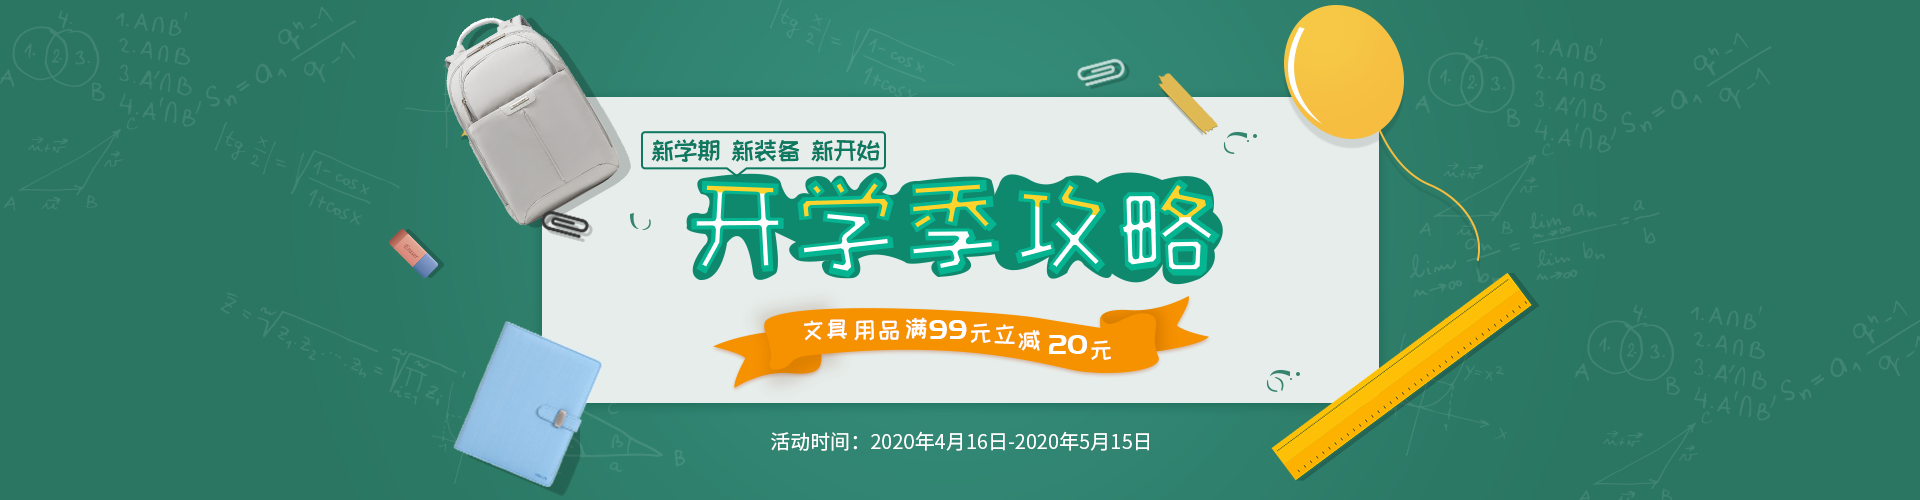 新学期 新装备 新开始
开学季攻略
文具用品满99元立减20元
活动时间：2020年4月16日-2020年5月15日